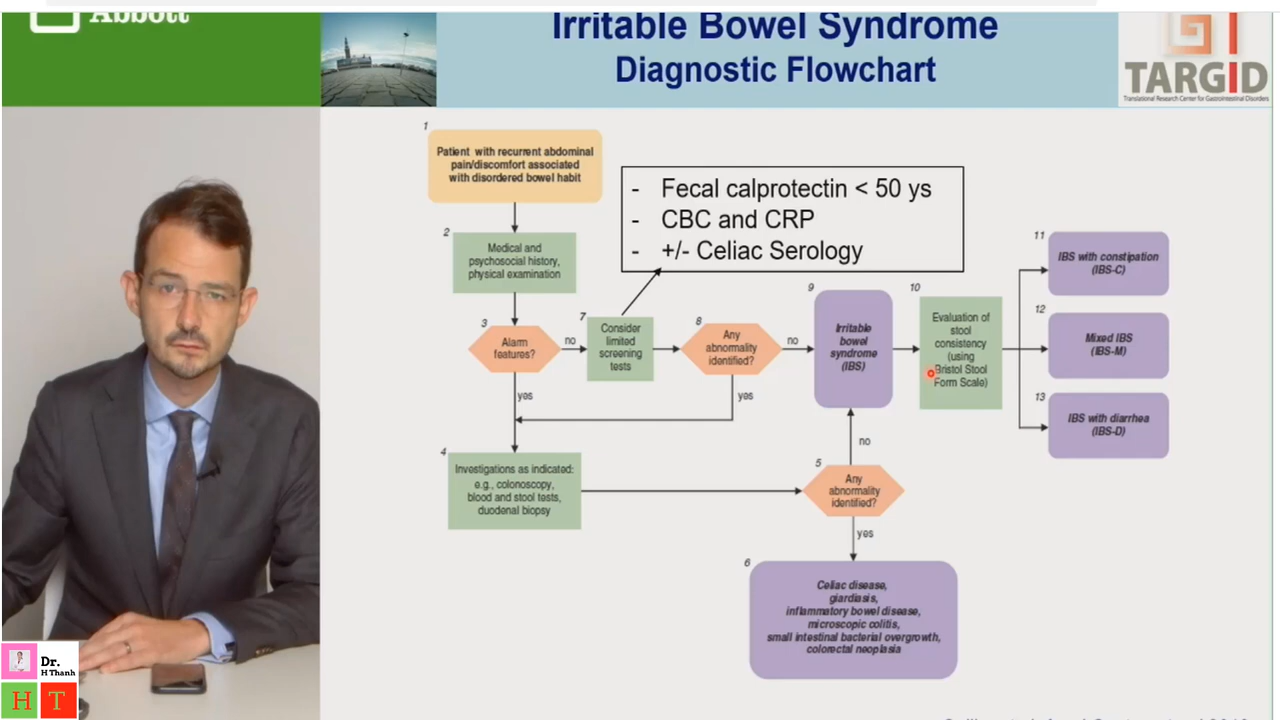 Abbott
Irritable Bowel Syndrome
Diagnostic Flowchart
TARGID
Translational Research Center for Gastrointestinal Disorders
1
Patient with recurrent abdominal
pain/discomfort associated
with disordered bowel habit
- Fecal calprotectin < 50 ys
- CBC and CRP
- +/- Celiac Serology
2
Medical and
psychosocial history,
physical examination
3
Alarm
features?
no
yes
7
Consider
limited
screening
tests
8
Any
abnormality
identified?
no
yes
9
Irritable
bowel
syndrome
(IBS)
10
Evaluation of
stool
consistency
(using
Bristol Stool
Form Scale)
11
IBS with constipation
(IBS-C)
12
Mixed IBS
(IBS-M)
13
IBS with diarrhea
(IBS-D)
4
Investigations as indicated:
e.g., colonoscopy,
blood and stool tests,
duodenal biopsy
5
Any
abnormality
identified?
no
yes
6
Celiac disease,
giardiasis,
inflammatory bowel disease,
microscopic colitis,
small intestinal bacterial overgrowth,
colorectal neoplasia
Dr.
H Thanh
H T